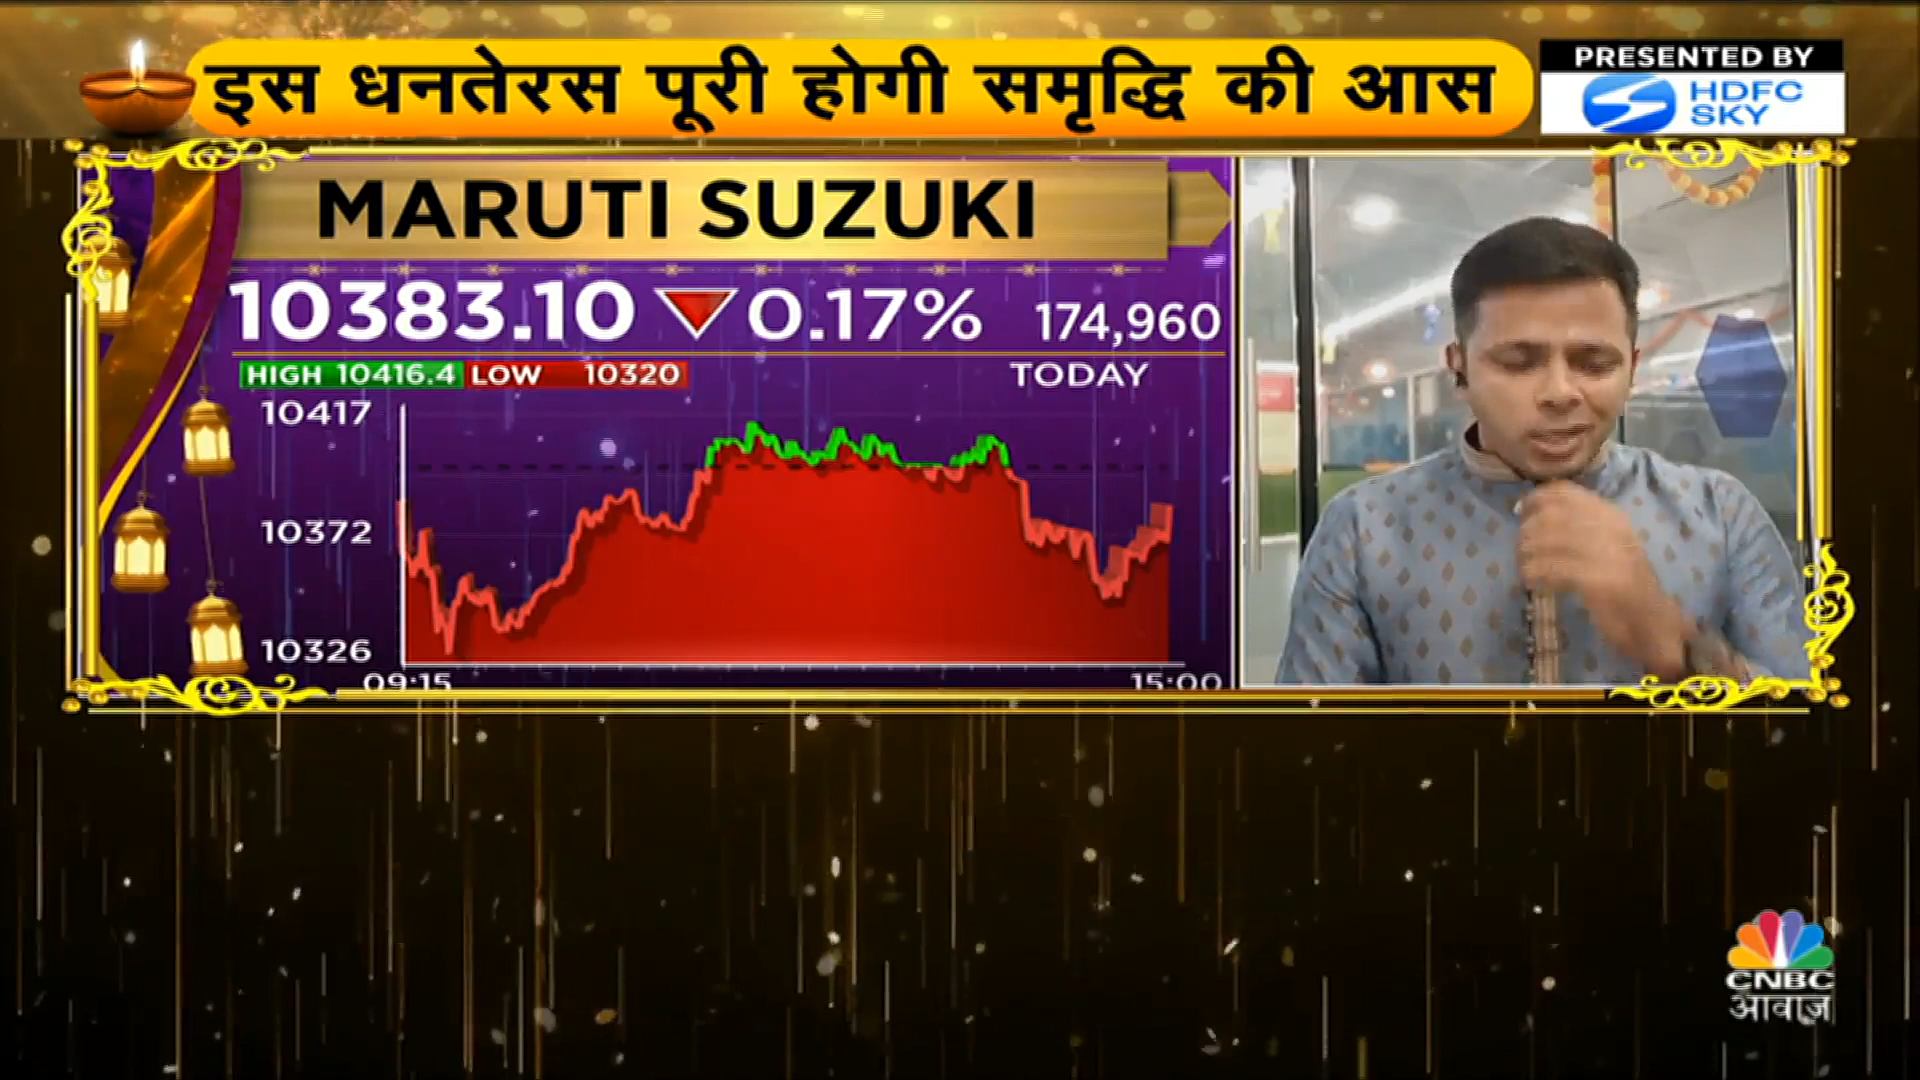 इस धनतेरस पूरी होगी समृद्धि की आस
PRESENTED BY
HDFC
SKY
MARUTI SUZUKI
10383.10 0.17% 174,960
HIGH 10416.4 LOW 10320 TODAY
10417
10372
10326
09:15 15:00
CNBC
आवाज़